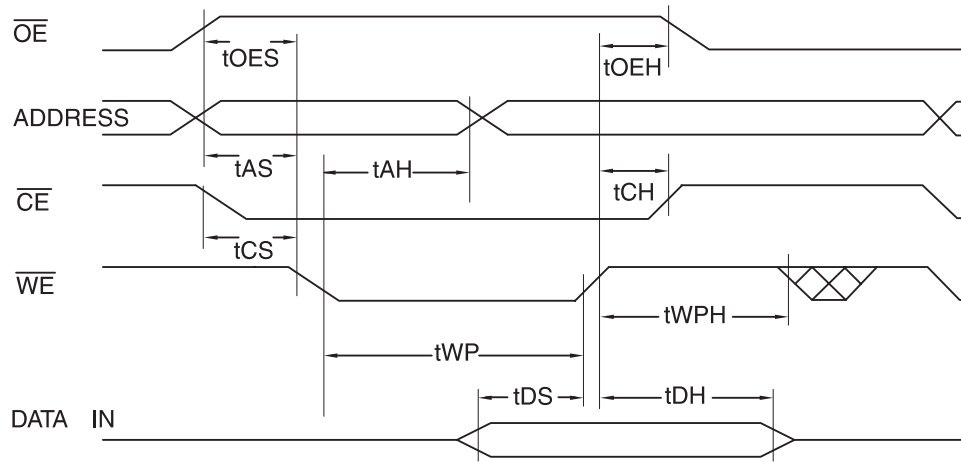 OE
tOES
tOEH
ADDRESS
tAS
tAH
tCH
CE
tCS
WE
tWPH
tWP
tDS
tDH
DATA IN